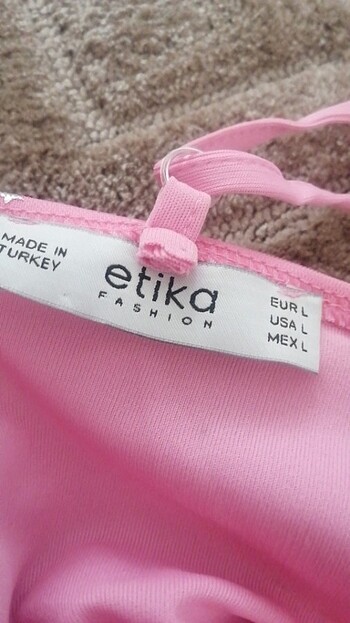 MADE IN
TURKEY
etika
FASHION
EUR L
USA L
MEX L